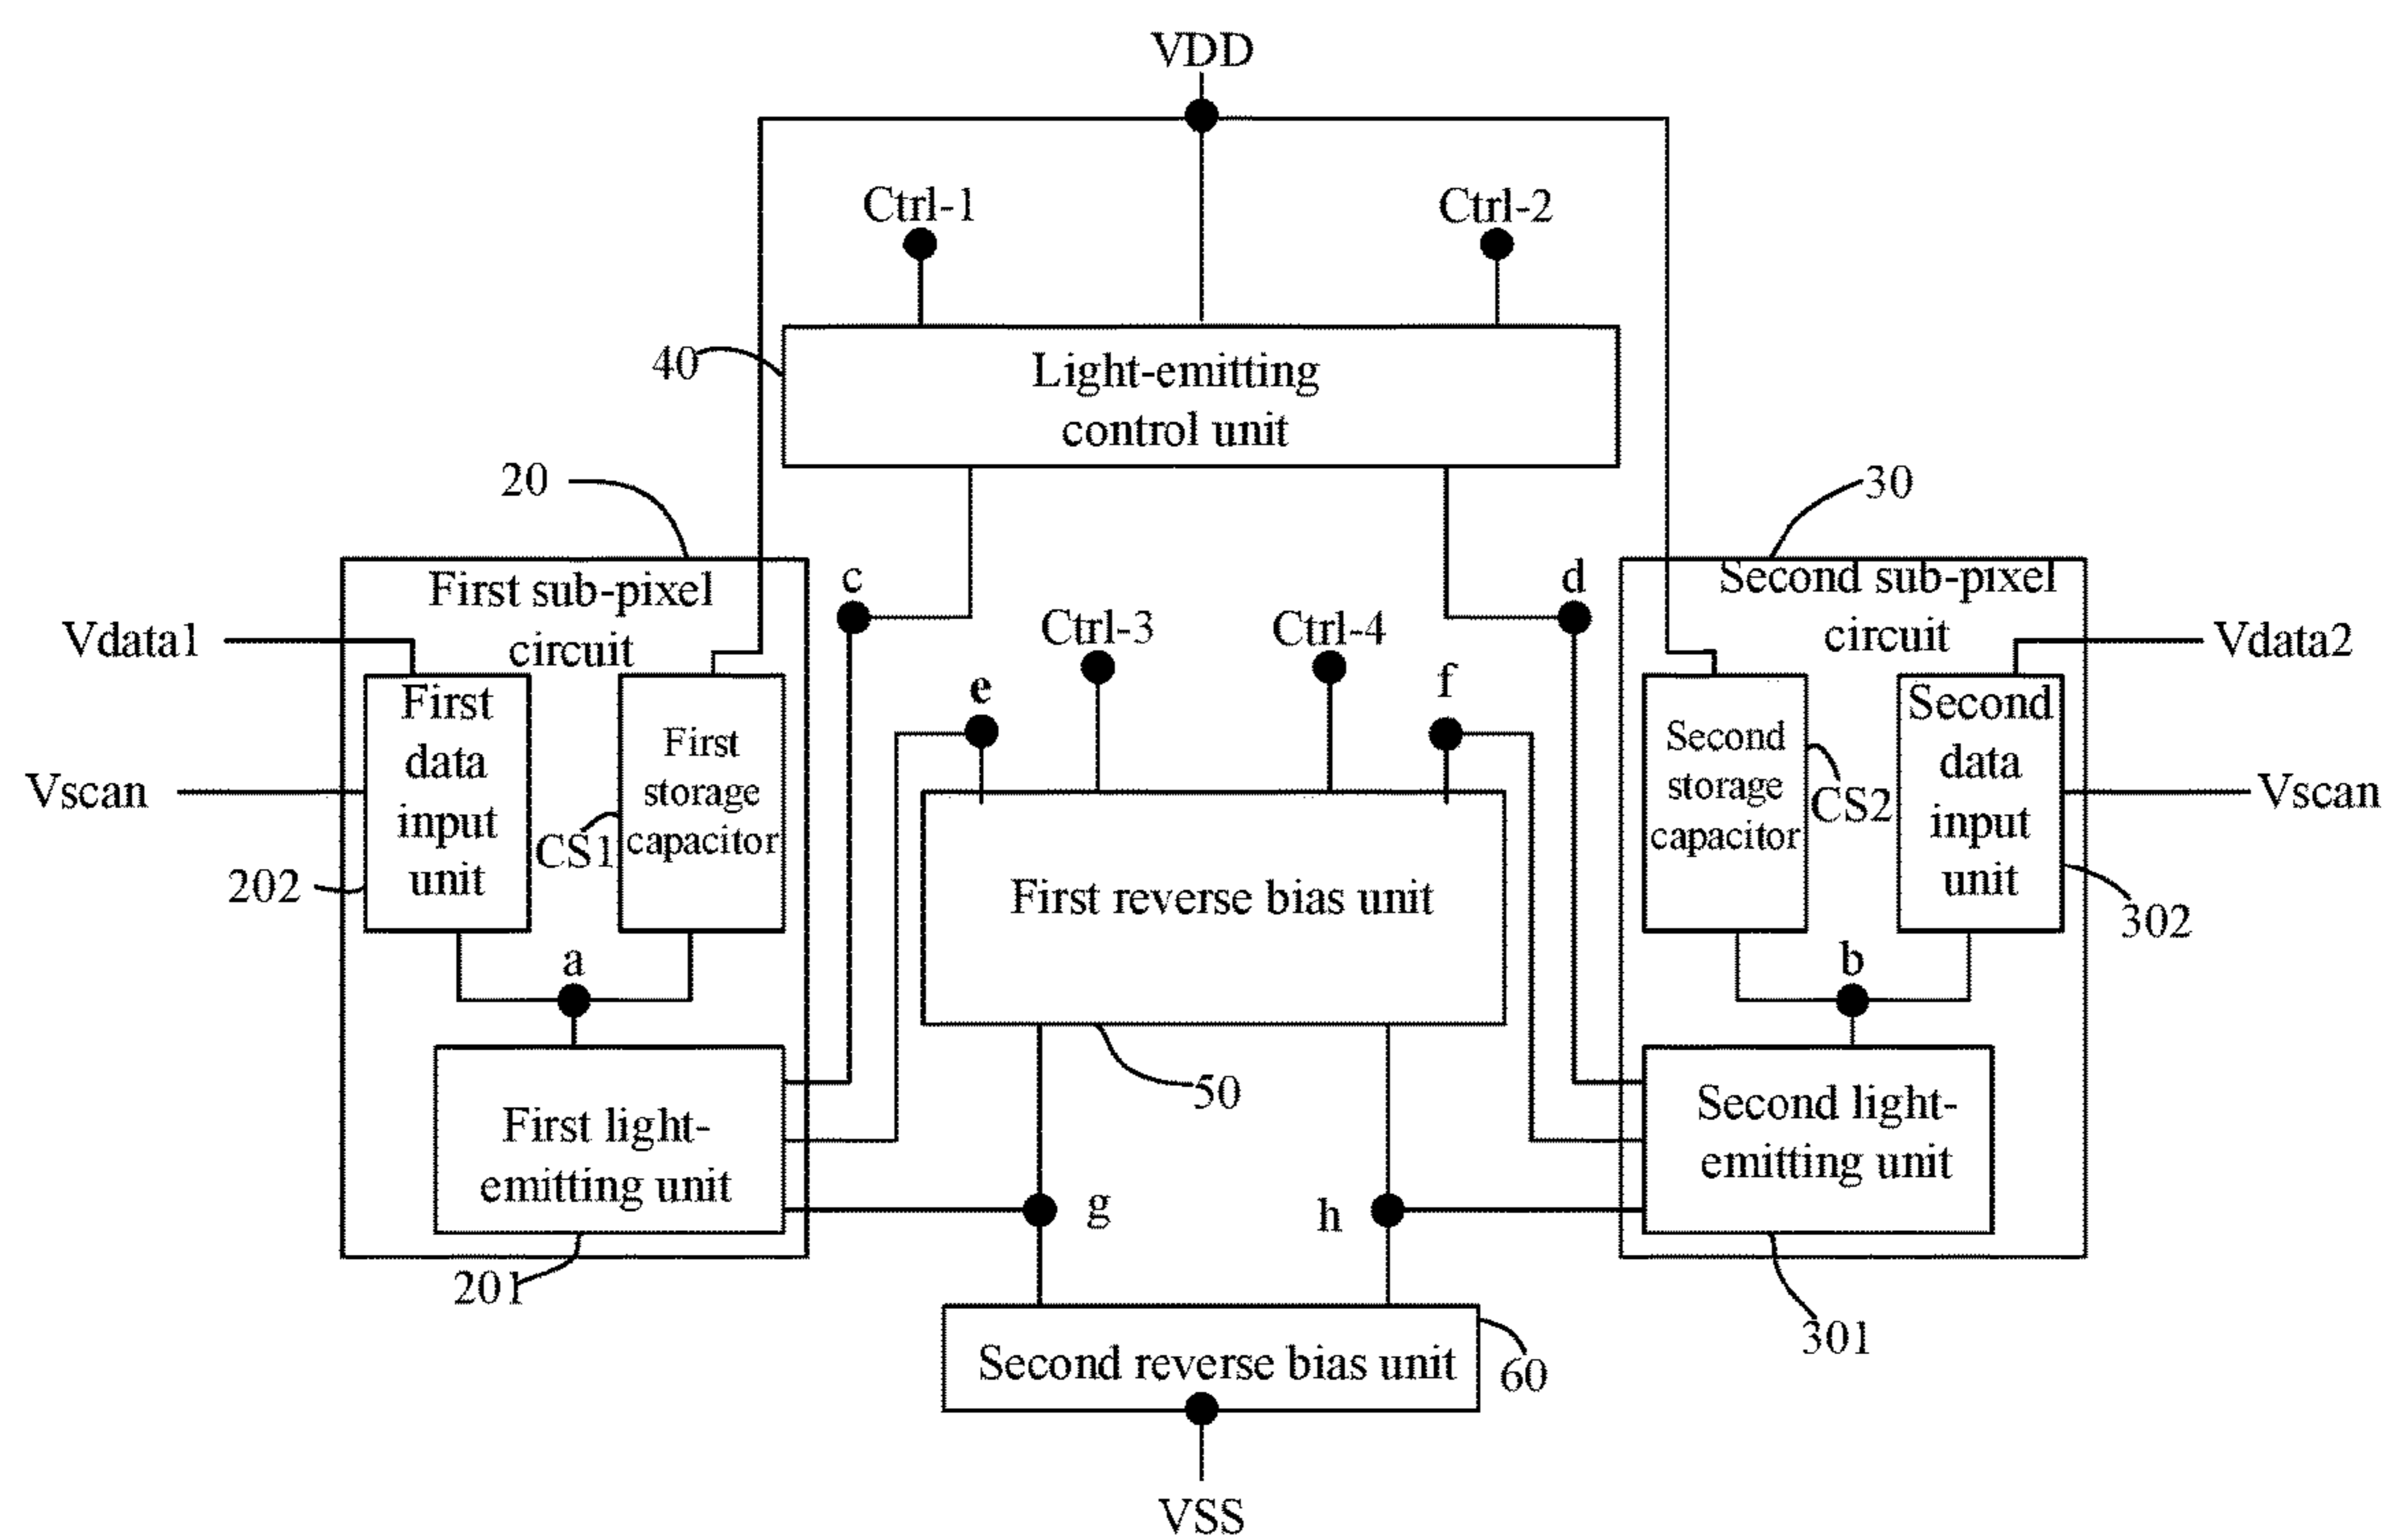 VDD
Ctrl-1
Ctrl-2
40
Light-emitting
control unit
20
30
First sub-pixel
circuit
c
d
Second sub-pixel
circuit
Vdata1
Ctrl-3
Ctrl-4
Vdata2
First
data
input
unit
First
storage
capacitor
e
f
Second
storage
capacitor
Second
data
input
unit
Vscan
Vscan
CS1
CS2
202
302
First reverse bias unit
a
b
50
First light-
emitting unit
Second light-
emitting unit
g
h
201
301
Second reverse bias unit
60
VSS